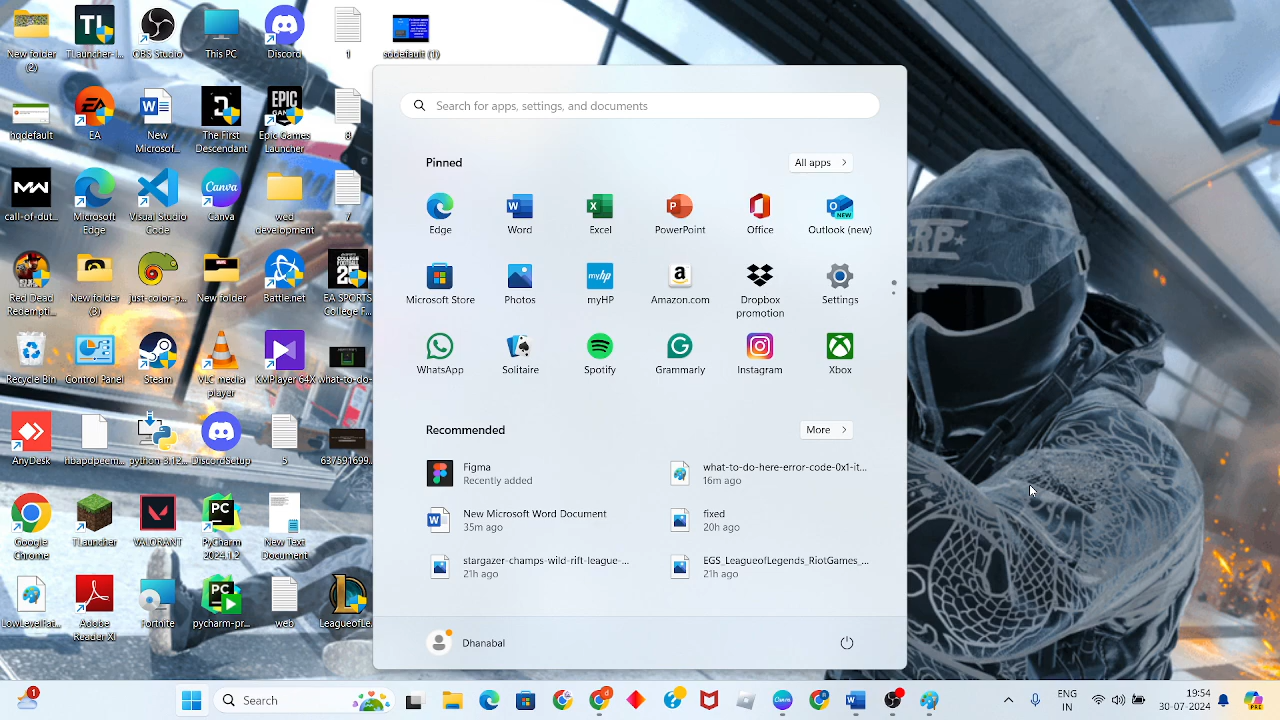 New folder
(2)
TLauncher-...
OBS Studio
This PC
Discord
1
sddefault (1)
hqdefault
EA
New
Microsof...
The First
Descendant
Epic Games
Launcher
8
call-of-dut...
Microsoft
Edge
Visual Studio
Code
Canva
wed
development
7
Red Dead
Redempti...
New folder
(3)
just-color-p...
New folder
Battle.net
EA SPORTS
College F...
Recycle Bin
Control Panel
Steam
VLC media
player
KMPlayer 64X
what-to-do-...
AnyDesk
hbapdpeem...
python-3.12...
DiscordSetup
5
637591699...
Google
Chrome
TLauncher
VALORANT
PyCharm
2024.1.2
New Text
Document
LowLevelFat...
Adobe
Reader XI
Fortnite
pycharm-pr...
web
LeagueofLe...
Search for apps, settings, and documents
Pinned
All apps
Edge
Word
Excel
PowerPoint
Office
Outlook (new)
Microsoft Store
Photos
myHP
Amazon.com
Dropbox
promotion
Settings
WhatsApp
Solitaire
Spotify
Grammarly
Instagram
Xbox
Recommended
More
Figma
Recently added
what-to-do-here-error-code-0x1-it...
16m ago
New Microsoft Word Document
35m ago
fixed
20h ago
stargazer-champs-wild-rift-league-...
21h ago
SGS_LeagueofLegends_RiotGames_...
Dhanabal
1
Search
ENG
IN
19:54
30-07-2024